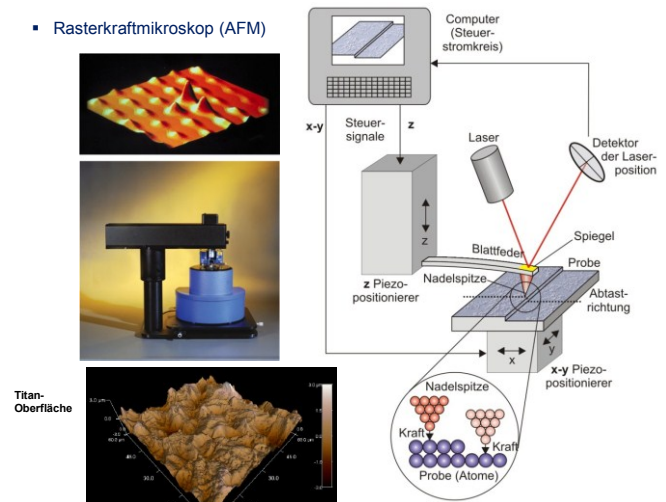 ▪ Rasterkraftmikroskop (AFM)
Computer
(Steuer-
stromkreis)
x-y
Steuer-
signale
z
Laser
Detektor
der Laser-
position
z
Blattfeder
Spiegel
Probe
z Piezo-
positionierer
Nadelspitze
Abtast-
richtung
x
y
x-y Piezo-
positionierer
Nadelspitze
Kraft
Kraft
Probe (Atome)
Titan-
Oberfläche